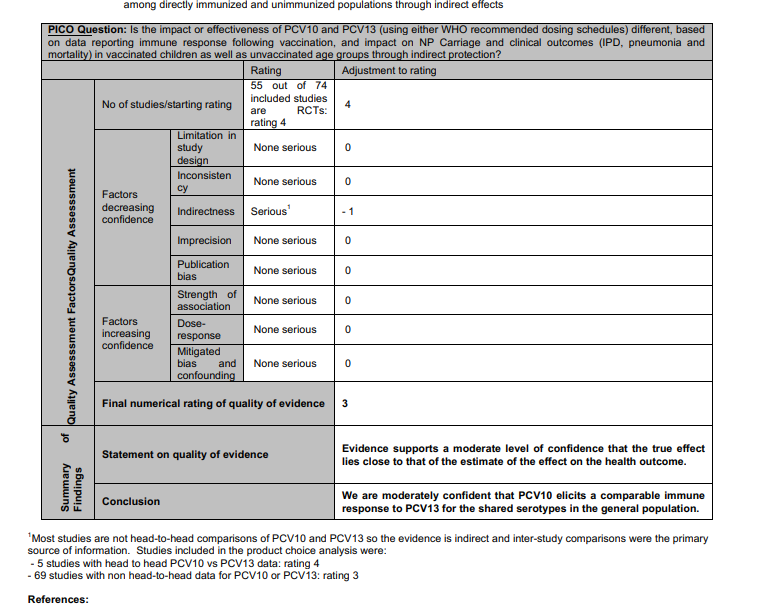 among directly immunized and unimmunized populations through indirect effects
PICO Question: Is the impact or effectiveness of PCV10 and PCV13 (using either WHO recommended dosing schedules) different, based
on data reporting immune response following vaccination, and impact on NP Carriage and clinical outcomes (IPD, pneumonia and
mortality) in vaccinated children as well as unvaccinated age groups through indirect protection?
Rating
Adjustment to rating
Quality Assesssment FactorsQuality Assesssment
No of studies/starting rating
55 out of 74
included studies
are RCTs:
rating 4
4
Factors
decreasing
confidence
Limitation in
study
design
None serious
0
Inconsisten
cy
None serious
0
Indirectness
Serious1
- 1
Imprecision
None serious
0
Publication
bias
None serious
0
Factors
increasing
confidence
Strength of
association
None serious
0
Dose-
response
None serious
0
Mitigated
bias and
confounding
None serious
0
Final numerical rating of quality of evidence
3
Summary of
Findings
Statement on quality of evidence
Evidence supports a moderate level of confidence that the true effect
lies close to that of the estimate of the effect on the health outcome.
Conclusion
We are moderately confident that PCV10 elicits a comparable immune
response to PCV13 for the shared serotypes in the general population.
1Most studies are not head-to-head comparisons of PCV10 and PCV13 so the evidence is indirect and inter-study comparisons were the primary
source of information. Studies included in the product choice analysis were:
- 5 studies with head to head PCV10 vs PCV13 data: rating 4
- 69 studies with non head-to-head data for PCV10 or PCV13: rating 3
References: